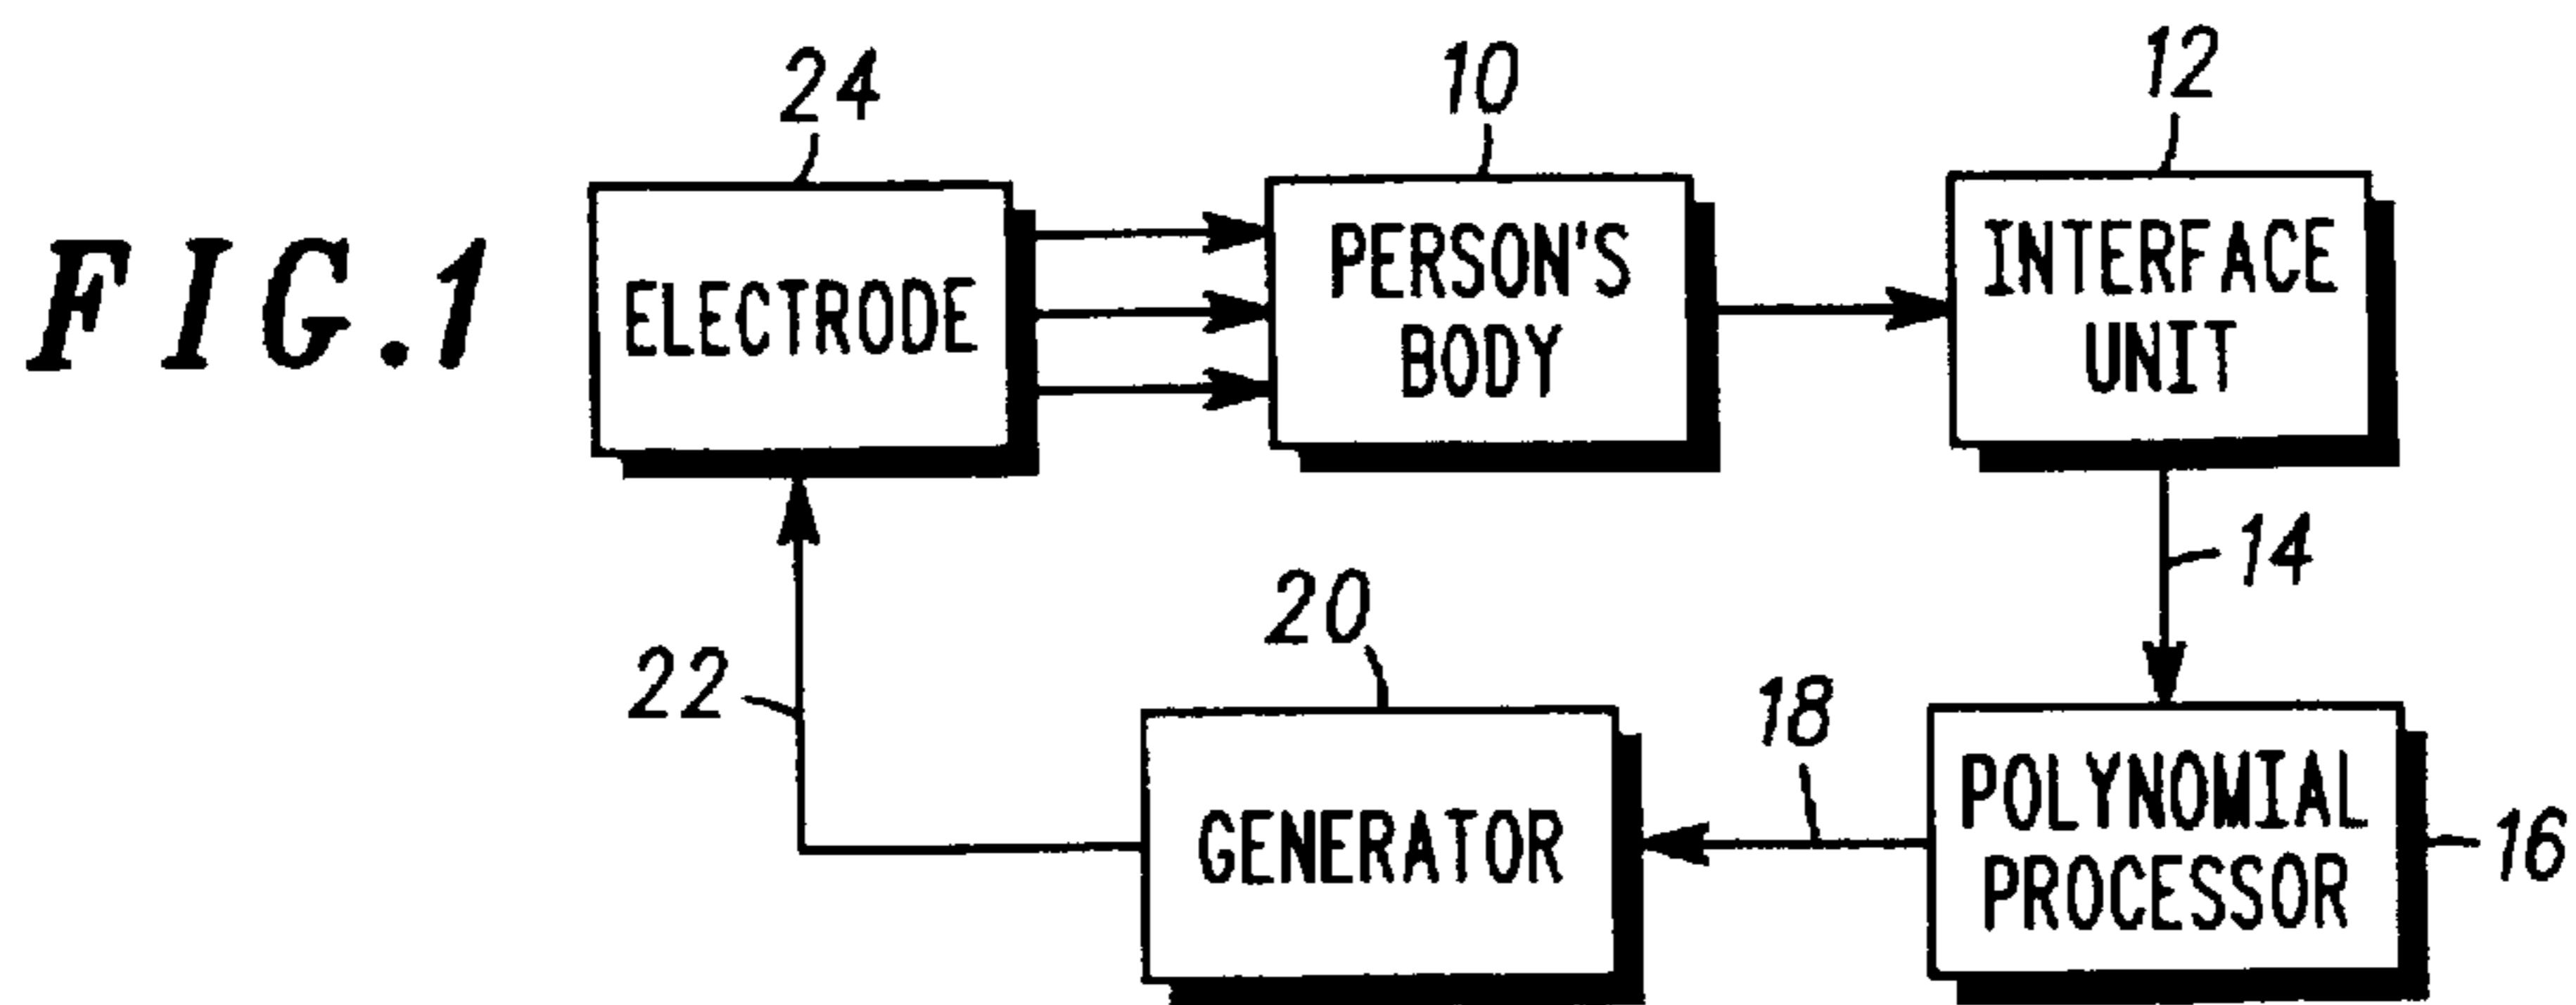 FIG.1
24
10
12
ELECTRODE
PERSON'S
BODY
INTERFACE
UNIT
14
20
22
18
GENERATOR
POLYNOMIAL
PROCESSOR
16